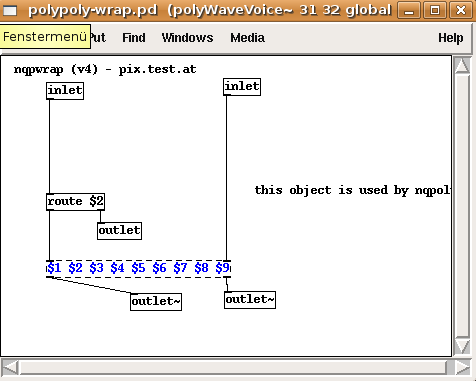 polypoly-wrap.pd (polyWaveVoice~ 31 32 global
Fenstermenü Put Find Windows Media Help
nqpwrap (v4) - pix.test.at
inlet inlet
this object is used by nqpol
route $2
outlet
$1 $2 $3 $4 $5 $6 $7 $8 $9
outlet~ outlet~